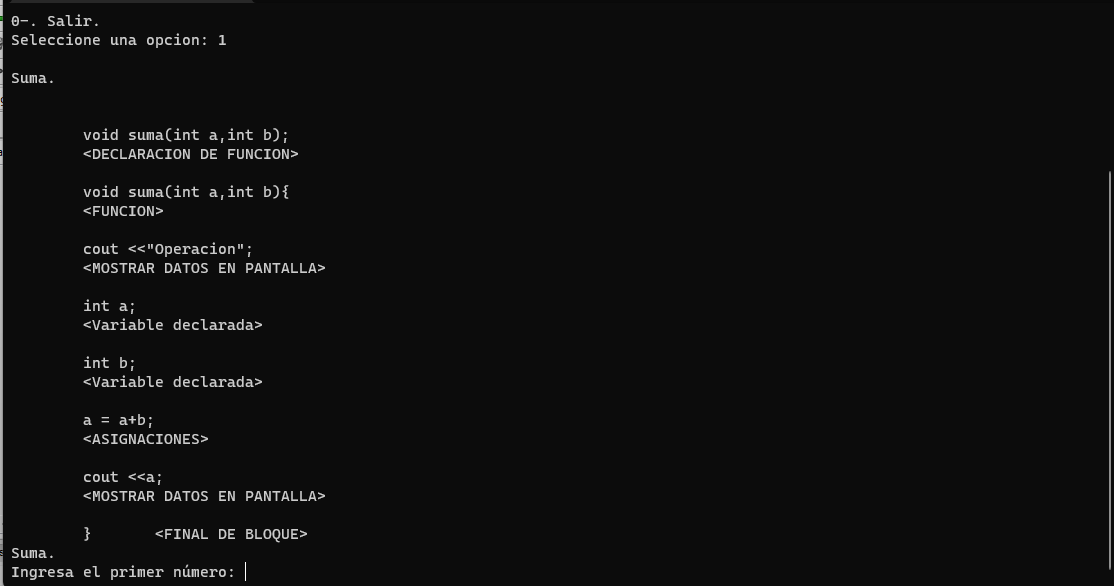 0-. Salir.
Seleccione una opcion: 1
Suma.
void suma(int a,int b);
<DECLARACION DE FUNCION>
void suma(int a,int b){
<FUNCION>
cout <<"Operacion";
<MOSTRAR DATOS EN PANTALLA>
int a;
<Variable declarada>
int b;
<Variable declarada>
a = a+b;
<ASIGNACIONES>
cout <<a;
<MOSTRAR DATOS EN PANTALLA>
}       <FINAL DE BLOQUE>
Suma.
Ingresa el primer número: